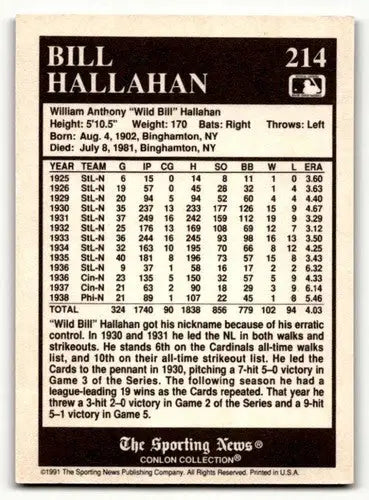 BILL
HALLAHAN
214
William Anthony "Wild Bill" Hallahan
Height: 5'10.5" Weight: 170 Bats: Right Throws: Left
Born: Aug. 4, 1902, Binghamton, NY
Died: July 8, 1981, Binghamton, NY
YEAR TEAM G IP CG H SO BB W L ERA
1925 StL-N 6 15 0 14 8 11 1 0 3.60
1926 StL-N 19 57 0 45 28 32 1 4 3.63
1929 StL-N 20 94 5 94 52 60 4 4 4.40
1930 StL-N 35 237 13 233 177 126 15 9 4.67
1931 StL-N 37 249 16 242 159 112 19 9 3.29
1932 StL-N 25 176 13 169 108 69 12 7 3.12
1933 StL-N 36 244 16 245 93 98 16 13 3.50
1934 StL-N 32 163 10 195 70 66 8 12 4.25
1935 StL-N 40 181 8 196 73 57 15 8 3.43
1936 StL-N 9 37 1 58 16 17 2 2 6.32
1936 Cin-N 23 135 5 150 32 57 5 9 4.33
1937 Cin-N 21 63 2 90 18 29 3 9 6.14
1938 Phi-N 21 89 1 107 22 45 1 8 5.46
TOTAL 324 1740 90 1838 856 779 102 94 4.03
"Wild Bill" Hallahan got his nickname because of his erratic
control. In 1930 and 1931 he led the NL in both walks and
strikeouts. He stands 6th on the Cardinals all-time walks
list, and 10th on their all-time strikeout list. He led the
Cards to the pennant in 1930, pitching a 7-hit 5–0 victory in
Game 3 of the Series. The following season he had a
league-leading 19 wins as the Cards repeated. That year he
threw a 3-hit 2–0 victory in Game 2 of the Series and a 9-hit
5–1 victory in Game 5.
The Sporting News®
CONLON COLLECTION®
©1991 The Sporting News Publishing Company. All Rights Reserved. Printed in U.S.A.